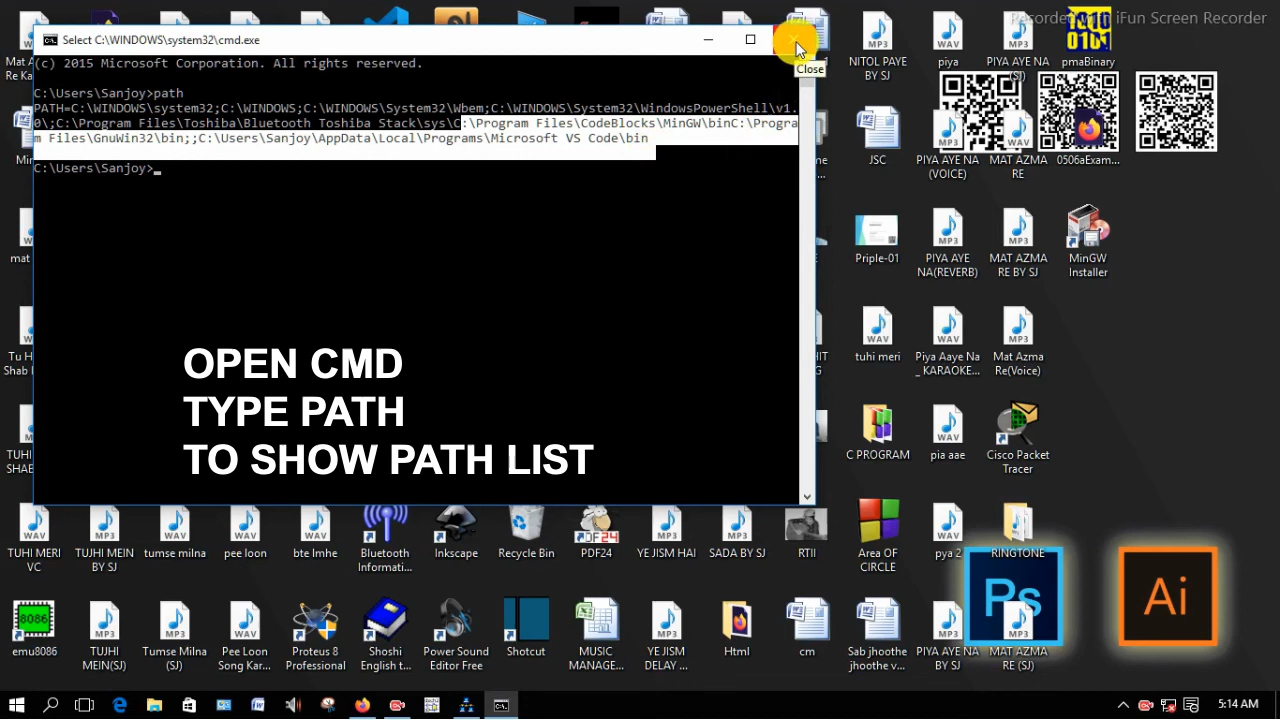 Recorded with iFun Screen Recorder
Select C:\WINDOWS\system32\cmd.exe
Close
(c) 2015 Microsoft Corporation. All rights reserved.
C:\Users\Sanjoy>path
PATH=C:\WINDOWS\system32;C:\WINDOWS;C:\WINDOWS\System32\Wbem;C:\WINDOWS\System32\WindowsPowerShell\v1.
0\;C:\Program Files\Toshiba\Bluetooth Toshiba Stack\sys\C:\Program Files\CodeBlocks\MinGW\binC:\Progra
m Files\GnuWin32\bin;;C:\Users\Sanjoy\AppData\Local\Programs\Microsoft VS Code\bin
C:\Users\Sanjoy>
OPEN CMD
TYPE PATH
TO SHOW PATH LIST
NITOL PAYE
BY SJ
piya
PIYA AYE NA
(SJ)
pmaBinary
JSC
PIYA AYE NA
(VOICE)
MAT AZMA
RE
0506aExam...
Priple-01
PIYA AYE
NA(REVERB)
MAT AZMA
RE BY SJ
MinGW
Installer
tuhi meri
Piya Aaye Na
_ KARAOKE...
Mat Azma
Re(Voice)
C PROGRAM
pia aae
Cisco Packet
Tracer
TUHI MERI
VC
TUJHI MEIN
BY SJ
tumse milna
pee loon
bte lmhe
Bluetooth
Informati...
Inkscape
Recycle Bin
PDF24
YE JISM HAI
SADA BY SJ
RTII
Area OF
CIRCLE
pya 2
RINGTONE
Ps
Ai
emu8086
TUJHI
MEIN(SJ)
Tumse Milna
(SJ)
Pee Loon
Song Kar...
Proteus 8
Professional
Shoshi
English t...
Power Sound
Editor Free
Shotcut
MUSIC
MANAGE...
YE JISM
DELAY ...
Html
cm
Sab jhoothe
jhoothe v...
PIYA AYE NA
BY SJ
MAT AZMA
RE (SJ)
5:14 AM